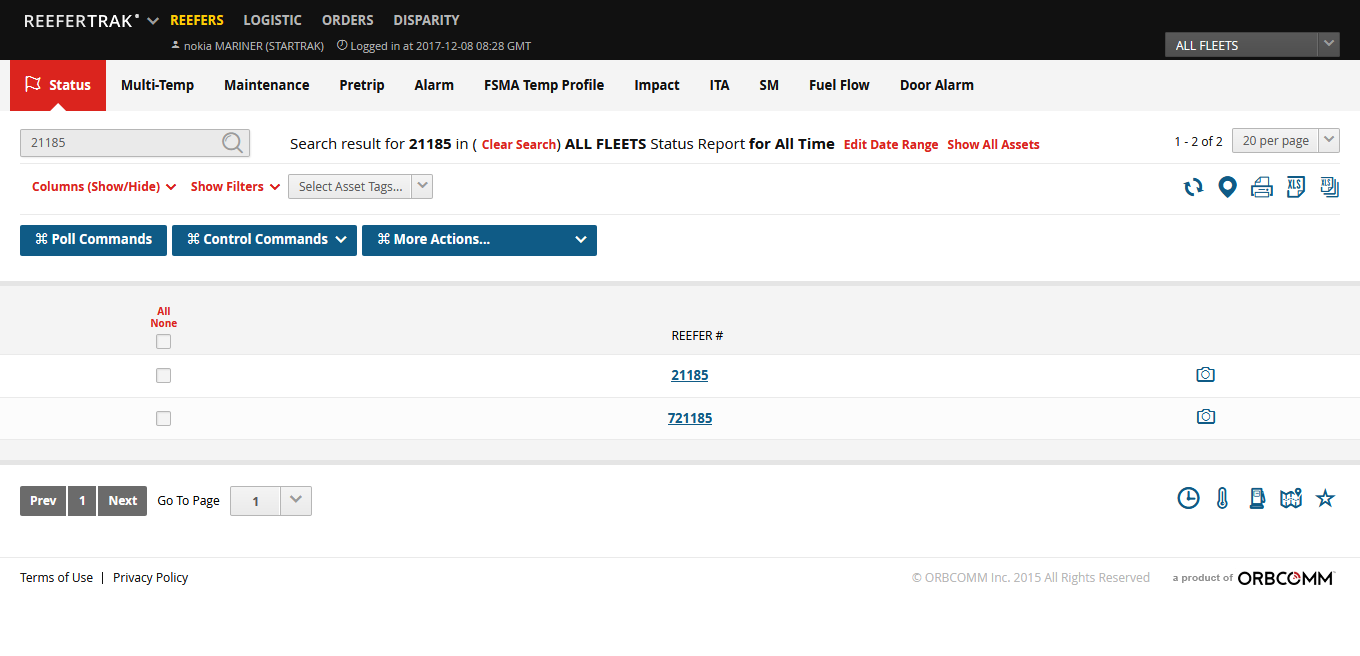 REEFERTRAK REEFERS LOGISTIC ORDERS DISPARITY
nokia MARINER (STARTRAK) Logged in at 2017-12-08 08:28 GMT
ALL FLEETS
Status Multi-Temp Maintenance Pretrip Alarm FSMA Temp Profile Impact ITA SM Fuel Flow Door Alarm
21185 Search result for 21185 in ( Clear Search) ALL FLEETS Status Report for All Time Edit Date Range Show All Assets 1 - 2 of 2 20 per page
Columns (Show/Hide) Show Filters Select Asset Tags... XLS XLS
⌘ Poll Commands ⌘ Control Commands ⌘ More Actions...
All
None
REEFER #
21185
721185
Prev 1 Next Go To Page 1
Terms of Use | Privacy Policy © ORBCOMM Inc. 2015 All Rights Reserved a product of ORBCOMM